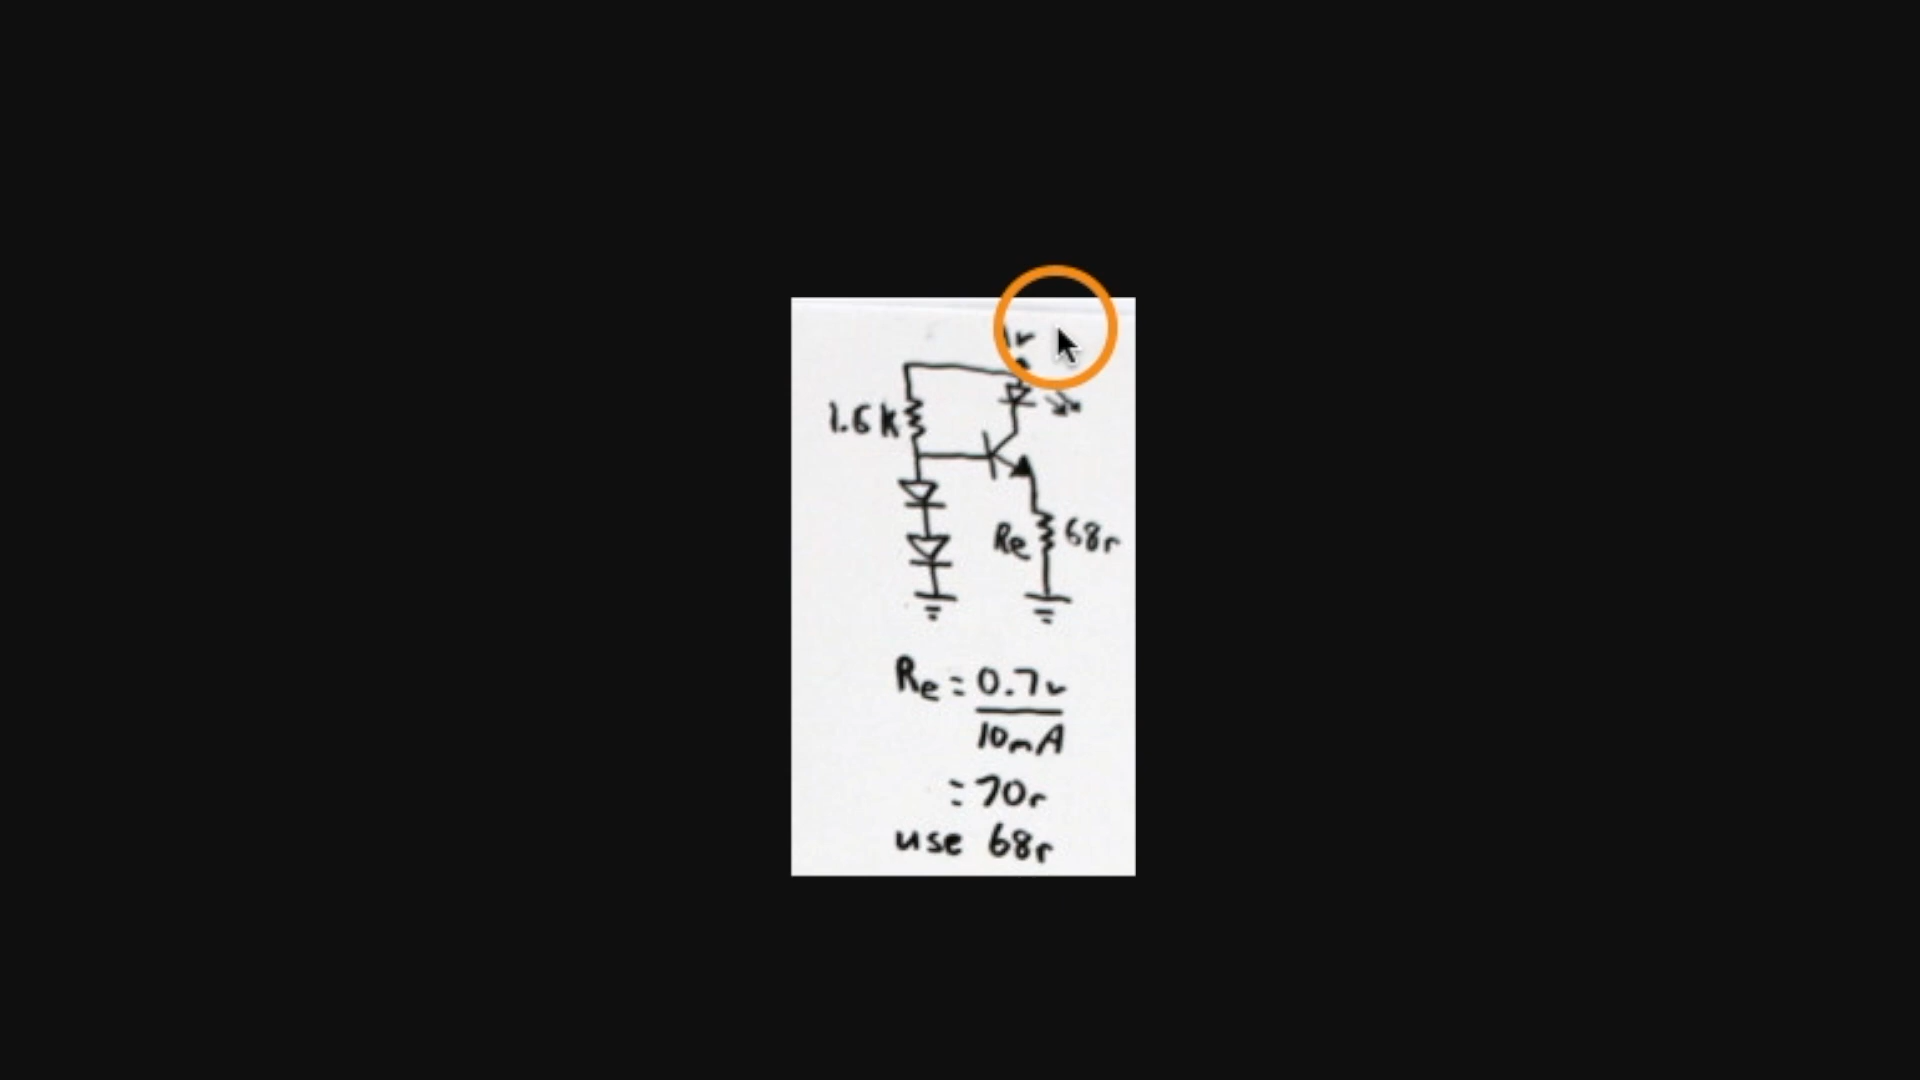 1.6k
Re 68r
Re = 0.7v
10mA
= 70r
use 68r